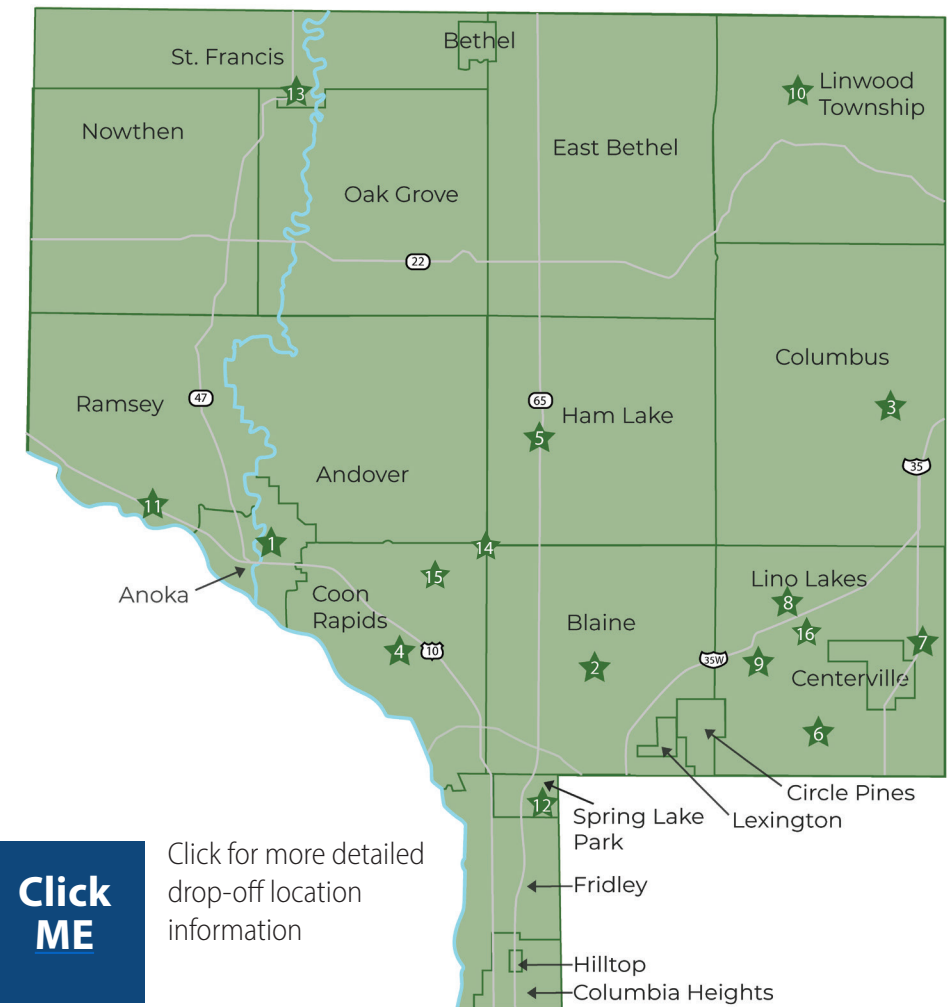 St. Francis
Bethel
13
10
Linwood
Township
Nowthen
East Bethel
Oak Grove
22
Columbus
Ramsey
47
65
3
Ham Lake
5
35
Andover
11
1
14
15
Anoka
Coon
Rapids
Lino Lakes
8
Blaine
16
4
10
2
35W
9
7
Centerville
6
Circle Pines
Lexington
12
Spring Lake
Park
Click for more detailed
drop-off location
information
Click
ME
Fridley
Hilltop
Columbia Heights